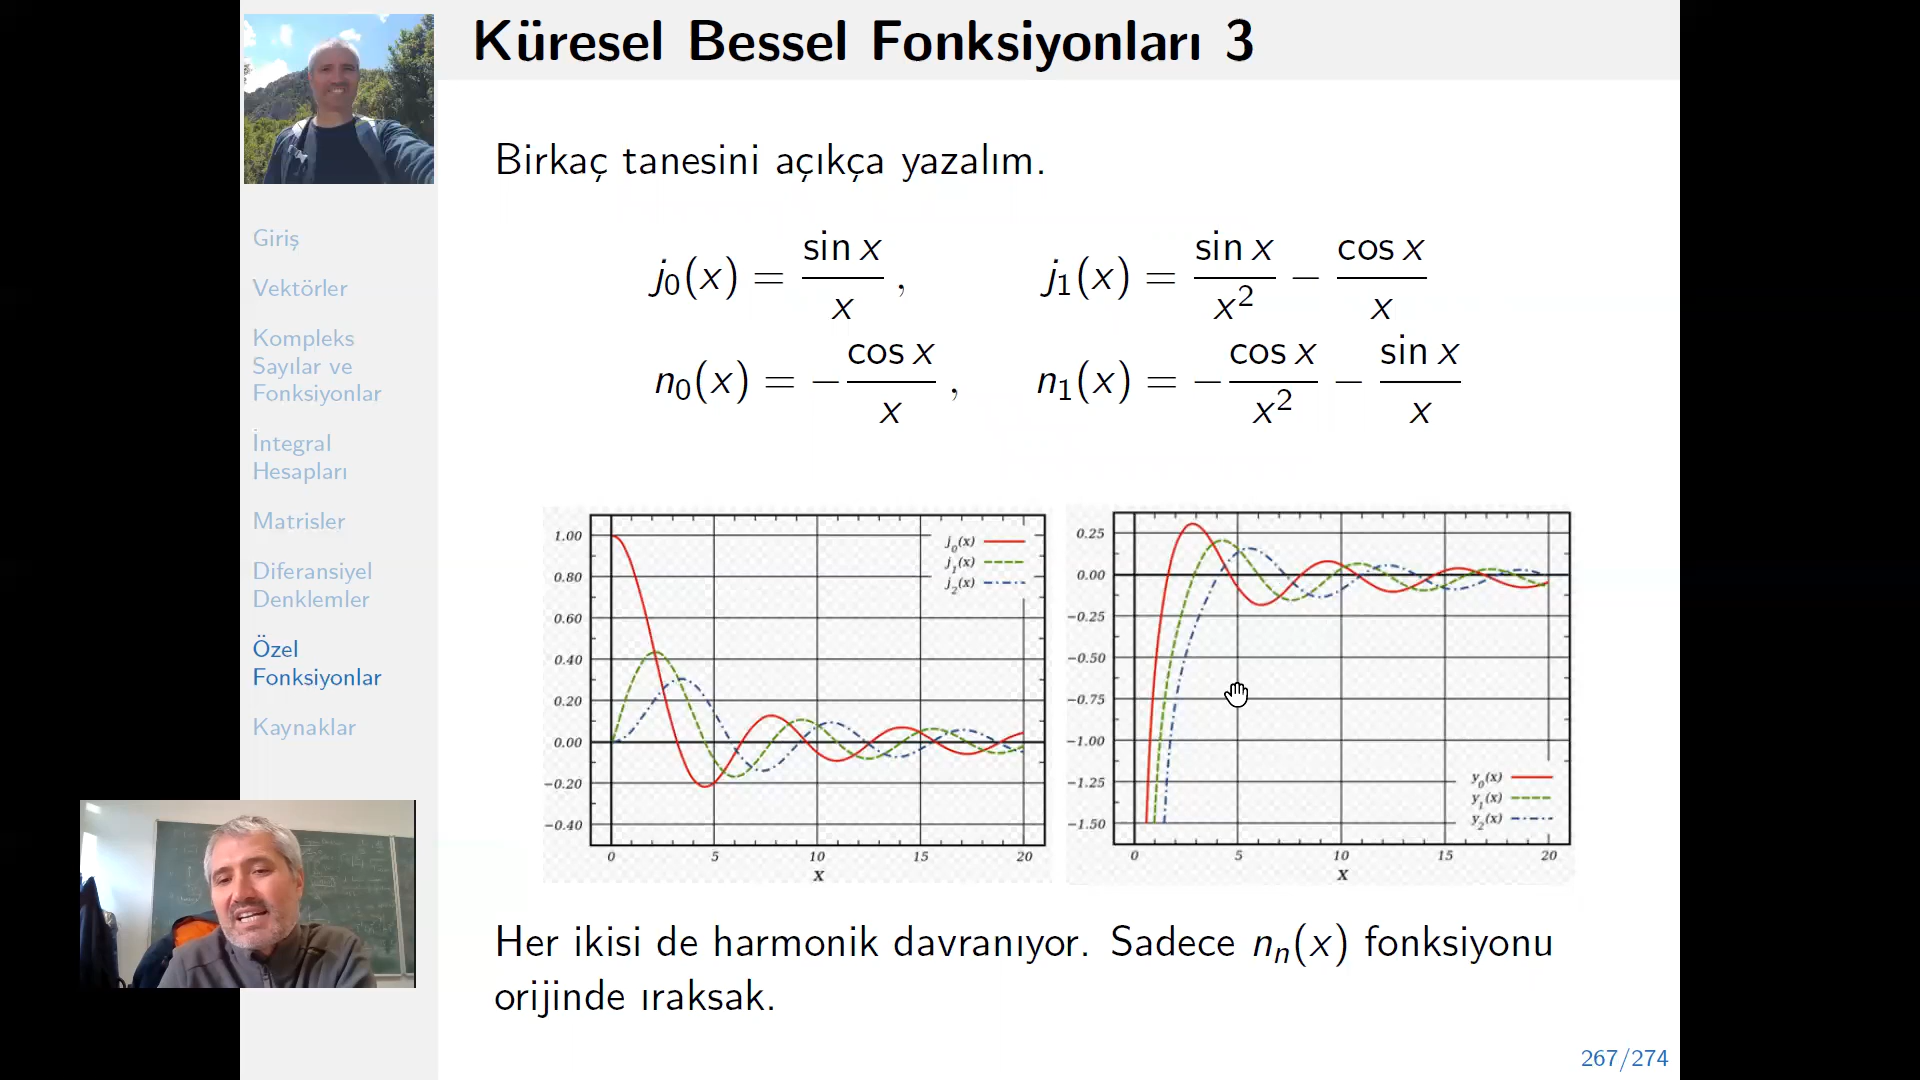 Küresel Bessel Fonksiyonları 3
Giriş
Vektörler
Kompleks
Sayılar ve
Fonksiyonlar
İntegral
Hesapları
Matrisler
Diferansiyel
Denklemler
Özel
Fonksiyonlar
Kaynaklar
Birkaç tanesini açıkça yazalım.
j₀(x) = sin x / x , j₁(x) = sin x / x² − cos x / x
n₀(x) = − cos x / x , n₁(x) = − cos x / x² − sin x / x
1.00
0.80
0.60
0.40
0.20
0.00
−0.20
−0.40
0 5 10 15 20
x
j₀(x)
j₁(x)
j₂(x)
0.25
0.00
−0.25
−0.50
−0.75
−1.00
−1.25
−1.50
0 5 10 15 20
x
y₀(x)
y₁(x)
y₂(x)
Her ikisi de harmonik davranıyor. Sadece nₙ(x) fonksiyonu
orijinde ıraksak.
267/274